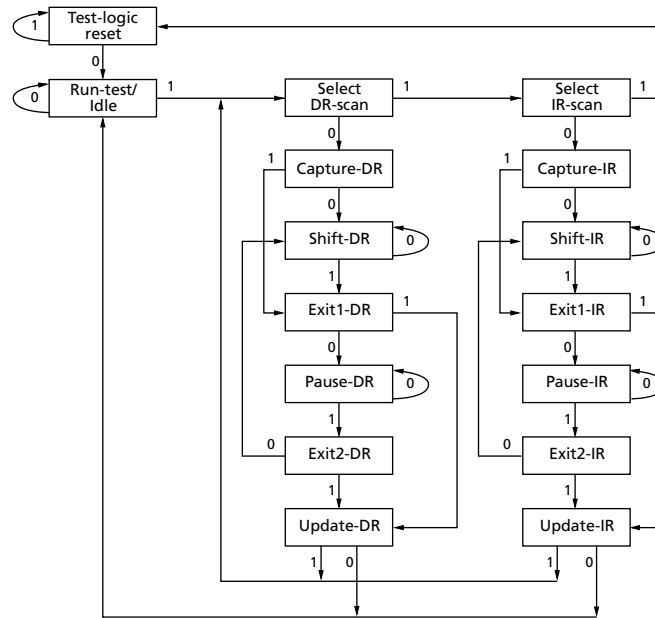 Test-logic
reset
1
0
Run-test/
Idle
0
1
Select
DR-scan
1
Select
IR-scan
1
0
0
1
Capture-DR
1
Capture-IR
0
0
Shift-DR
0
Shift-IR
0
1
1
Exit1-DR
1
Exit1-IR
1
0
0
Pause-DR
0
Pause-IR
0
1
1
0
Exit2-DR
0
Exit2-IR
1
1
Update-DR
Update-IR
1
0
1
0